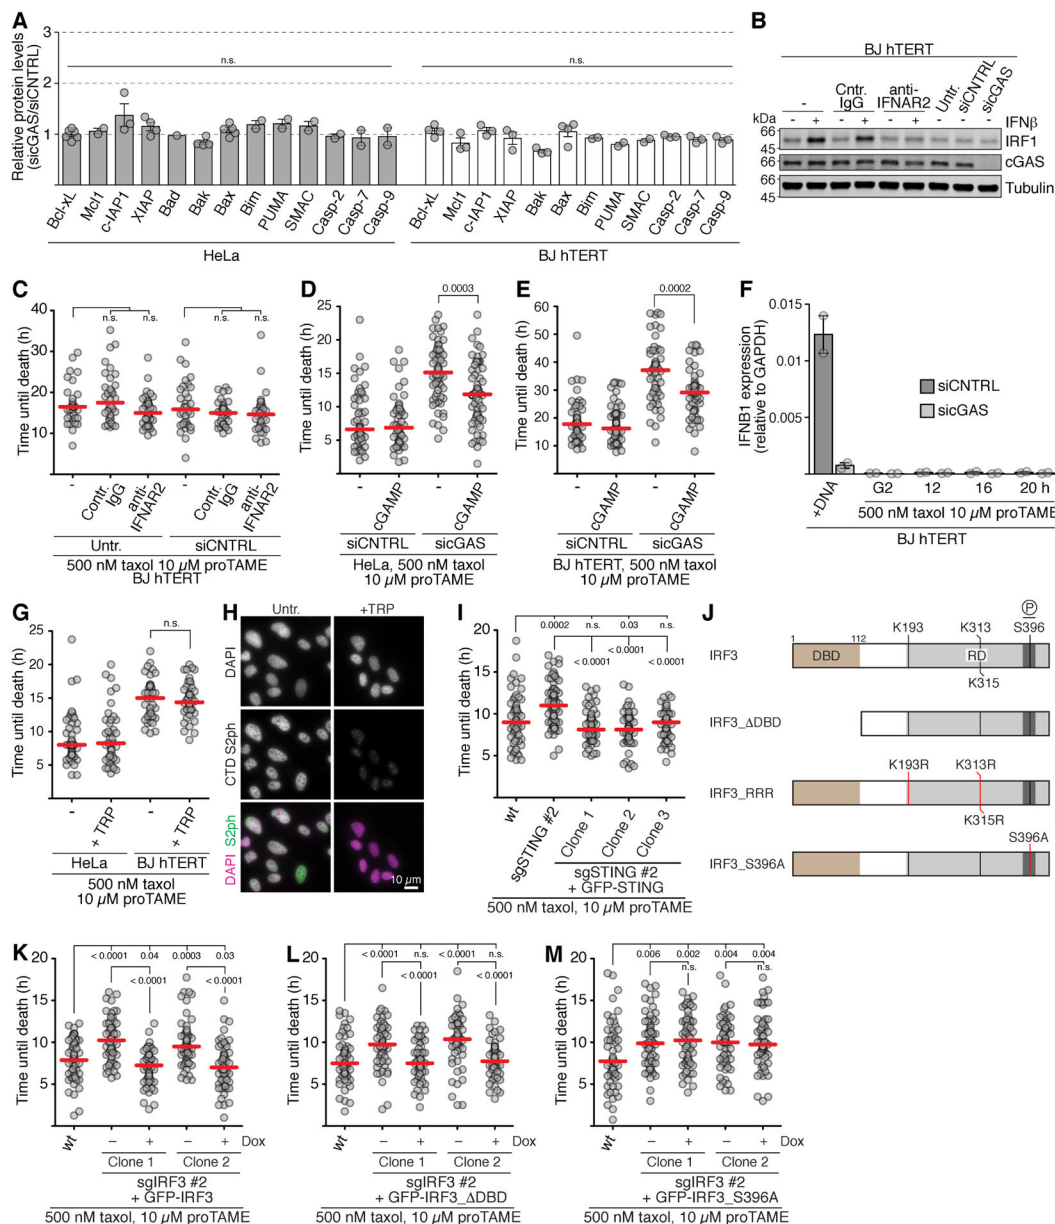 A
Relative protein levels
(sicGAS/siCNTRL)
3
2
1
0
n.s.
n.s.
Bcl-xL
Mcl1
c-IAP1
XIAP
Bad
Bak
Bax
Bim
PUMA
SMAC
Casp-2
Casp-7
Casp-9
Bcl-xL
Mcl1
c-IAP1
XIAP
Bak
Bax
Bim
PUMA
SMAC
Casp-2
Casp-7
Casp-9
HeLa
BJ hTERT
B
BJ hTERT
-
Cntr. IgG
anti-IFNAR2
Untr.
siCNTRL
sicGAS
kDa
- + - + - + - - -
IFNβ
66
45
IRF1
66
cGAS
66
45
Tubulin
C
Time until death (h)
40
30
20
10
n.s.
n.s.
n.s.
n.s.
-
Contr. IgG
anti-IFNAR2
-
Contr. IgG
anti-IFNAR2
Untr.
siCNTRL
500 nM taxol 10 µM proTAME
BJ hTERT
D
Time until death (h)
25
20
15
10
5
0.0003
-
cGAMP
-
cGAMP
siCNTRL
sicGAS
HeLa, 500 nM taxol
10 µM proTAME
E
Time until death (h)
60
50
40
30
20
10
0.0002
-
cGAMP
-
cGAMP
siCNTRL
sicGAS
BJ hTERT, 500 nM taxol
10 µM proTAME
F
IFNB1 expression
(relative to GAPDH)
0.015
0.010
0.005
siCNTRL
sicGAS
+DNA
G2
12
16
20 h
500 nM taxol 10 µM proTAME
BJ hTERT
G
Time until death (h)
25
20
15
10
5
n.s.
-
+ TRP
-
+ TRP
HeLa
BJ hTERT
500 nM taxol
10 µM proTAME
H
Untr.
+TRP
DAPI
CTD S2ph
DAPI S2ph
10 µm
I
Time until death (h)
20
15
10
5
0.0002
n.s.
0.03
n.s.
< 0.0001
< 0.0001
< 0.0001
wt
sgSTING #2
Clone 1
Clone 2
Clone 3
sgSTING #2
+ GFP-STING
500 nM taxol, 10 µM proTAME
J
1
112
K193
K313
P
S396
IRF3
DBD
RD
K315
IRF3_ΔDBD
K193R
K313R
IRF3_RRR
K315R
S396A
IRF3_S396A
K
Time until death (h)
20
15
10
5
< 0.0001
0.04
0.0003
0.03
< 0.0001
< 0.0001
wt
– + – + Dox
Clone 1
Clone 2
sgIRF3 #2
+ GFP-IRF3
500 nM taxol, 10 µM proTAME
L
Time until death (h)
20
15
10
5
< 0.0001
n.s.
< 0.0001
n.s.
< 0.0001
< 0.0001
wt
– + – + Dox
Clone 1
Clone 2
sgIRF3 #2
+ GFP-IRF3_ΔDBD
500 nM taxol, 10 µM proTAME
M
Time until death (h)
20
15
10
5
0.006
0.002
0.004
0.004
n.s.
n.s.
wt
– + – + Dox
Clone 1
Clone 2
sgIRF3 #2
+ GFP-IRF3_S396A
500 nM taxol, 10 µM proTAME